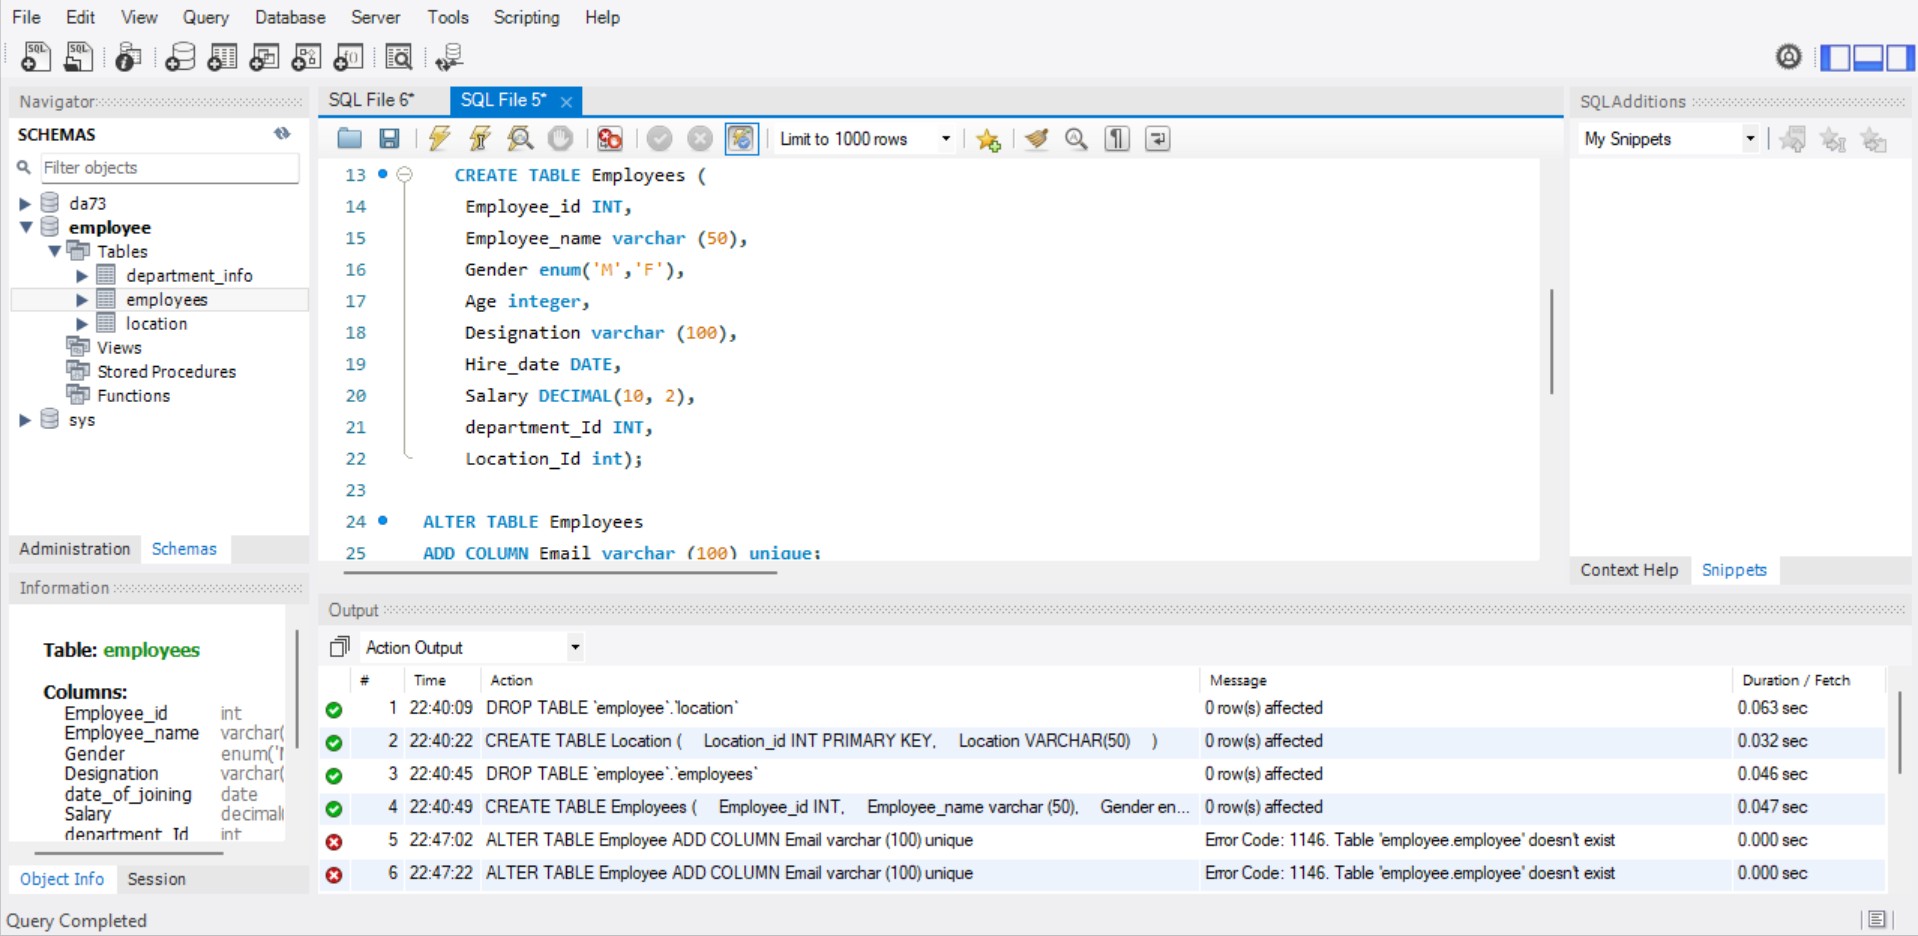 File Edit View Query Database Server Tools Scripting Help
Navigator
SCHEMAS
Filter objects
da73
employee
Tables
department_info
employees
location
Views
Stored Procedures
Functions
sys
Administration Schemas
Information
Table: employees
Columns:
Employee_id int
Employee_name varchar(
Gender enum('
Designation varchar(
date_of_joining date
Salary decimal
department_Id int
Object Info Session
Query Completed
SQL File 6* SQL File 5*
Limit to 1000 rows
13 CREATE TABLE Employees (
14 Employee_id INT,
15 Employee_name varchar (50),
16 Gender enum('M','F'),
17 Age integer,
18 Designation varchar (100),
19 Hire_date DATE,
20 Salary DECIMAL(10, 2),
21 department_Id INT,
22 Location_Id int);
23
24 ALTER TABLE Employees
25 ADD COLUMN Email varchar (100) unique;
SQLAdditions
My Snippets
Context Help Snippets
Output
Action Output
# Time Action Message Duration / Fetch
1 22:40:09 DROP TABLE `employee`.`location` 0 row(s) affected 0.063 sec
2 22:40:22 CREATE TABLE Location ( Location_id INT PRIMARY KEY, Location VARCHAR(50) ) 0 row(s) affected 0.032 sec
3 22:40:45 DROP TABLE `employee`.`employees` 0 row(s) affected 0.046 sec
4 22:40:49 CREATE TABLE Employees ( Employee_id INT, Employee_name varchar (50), Gender en... 0 row(s) affected 0.047 sec
5 22:47:02 ALTER TABLE Employee ADD COLUMN Email varchar (100) unique Error Code: 1146. Table 'employee.employee' doesn't exist 0.000 sec
6 22:47:22 ALTER TABLE Employee ADD COLUMN Email varchar (100) unique Error Code: 1146. Table 'employee.employee' doesn't exist 0.000 sec